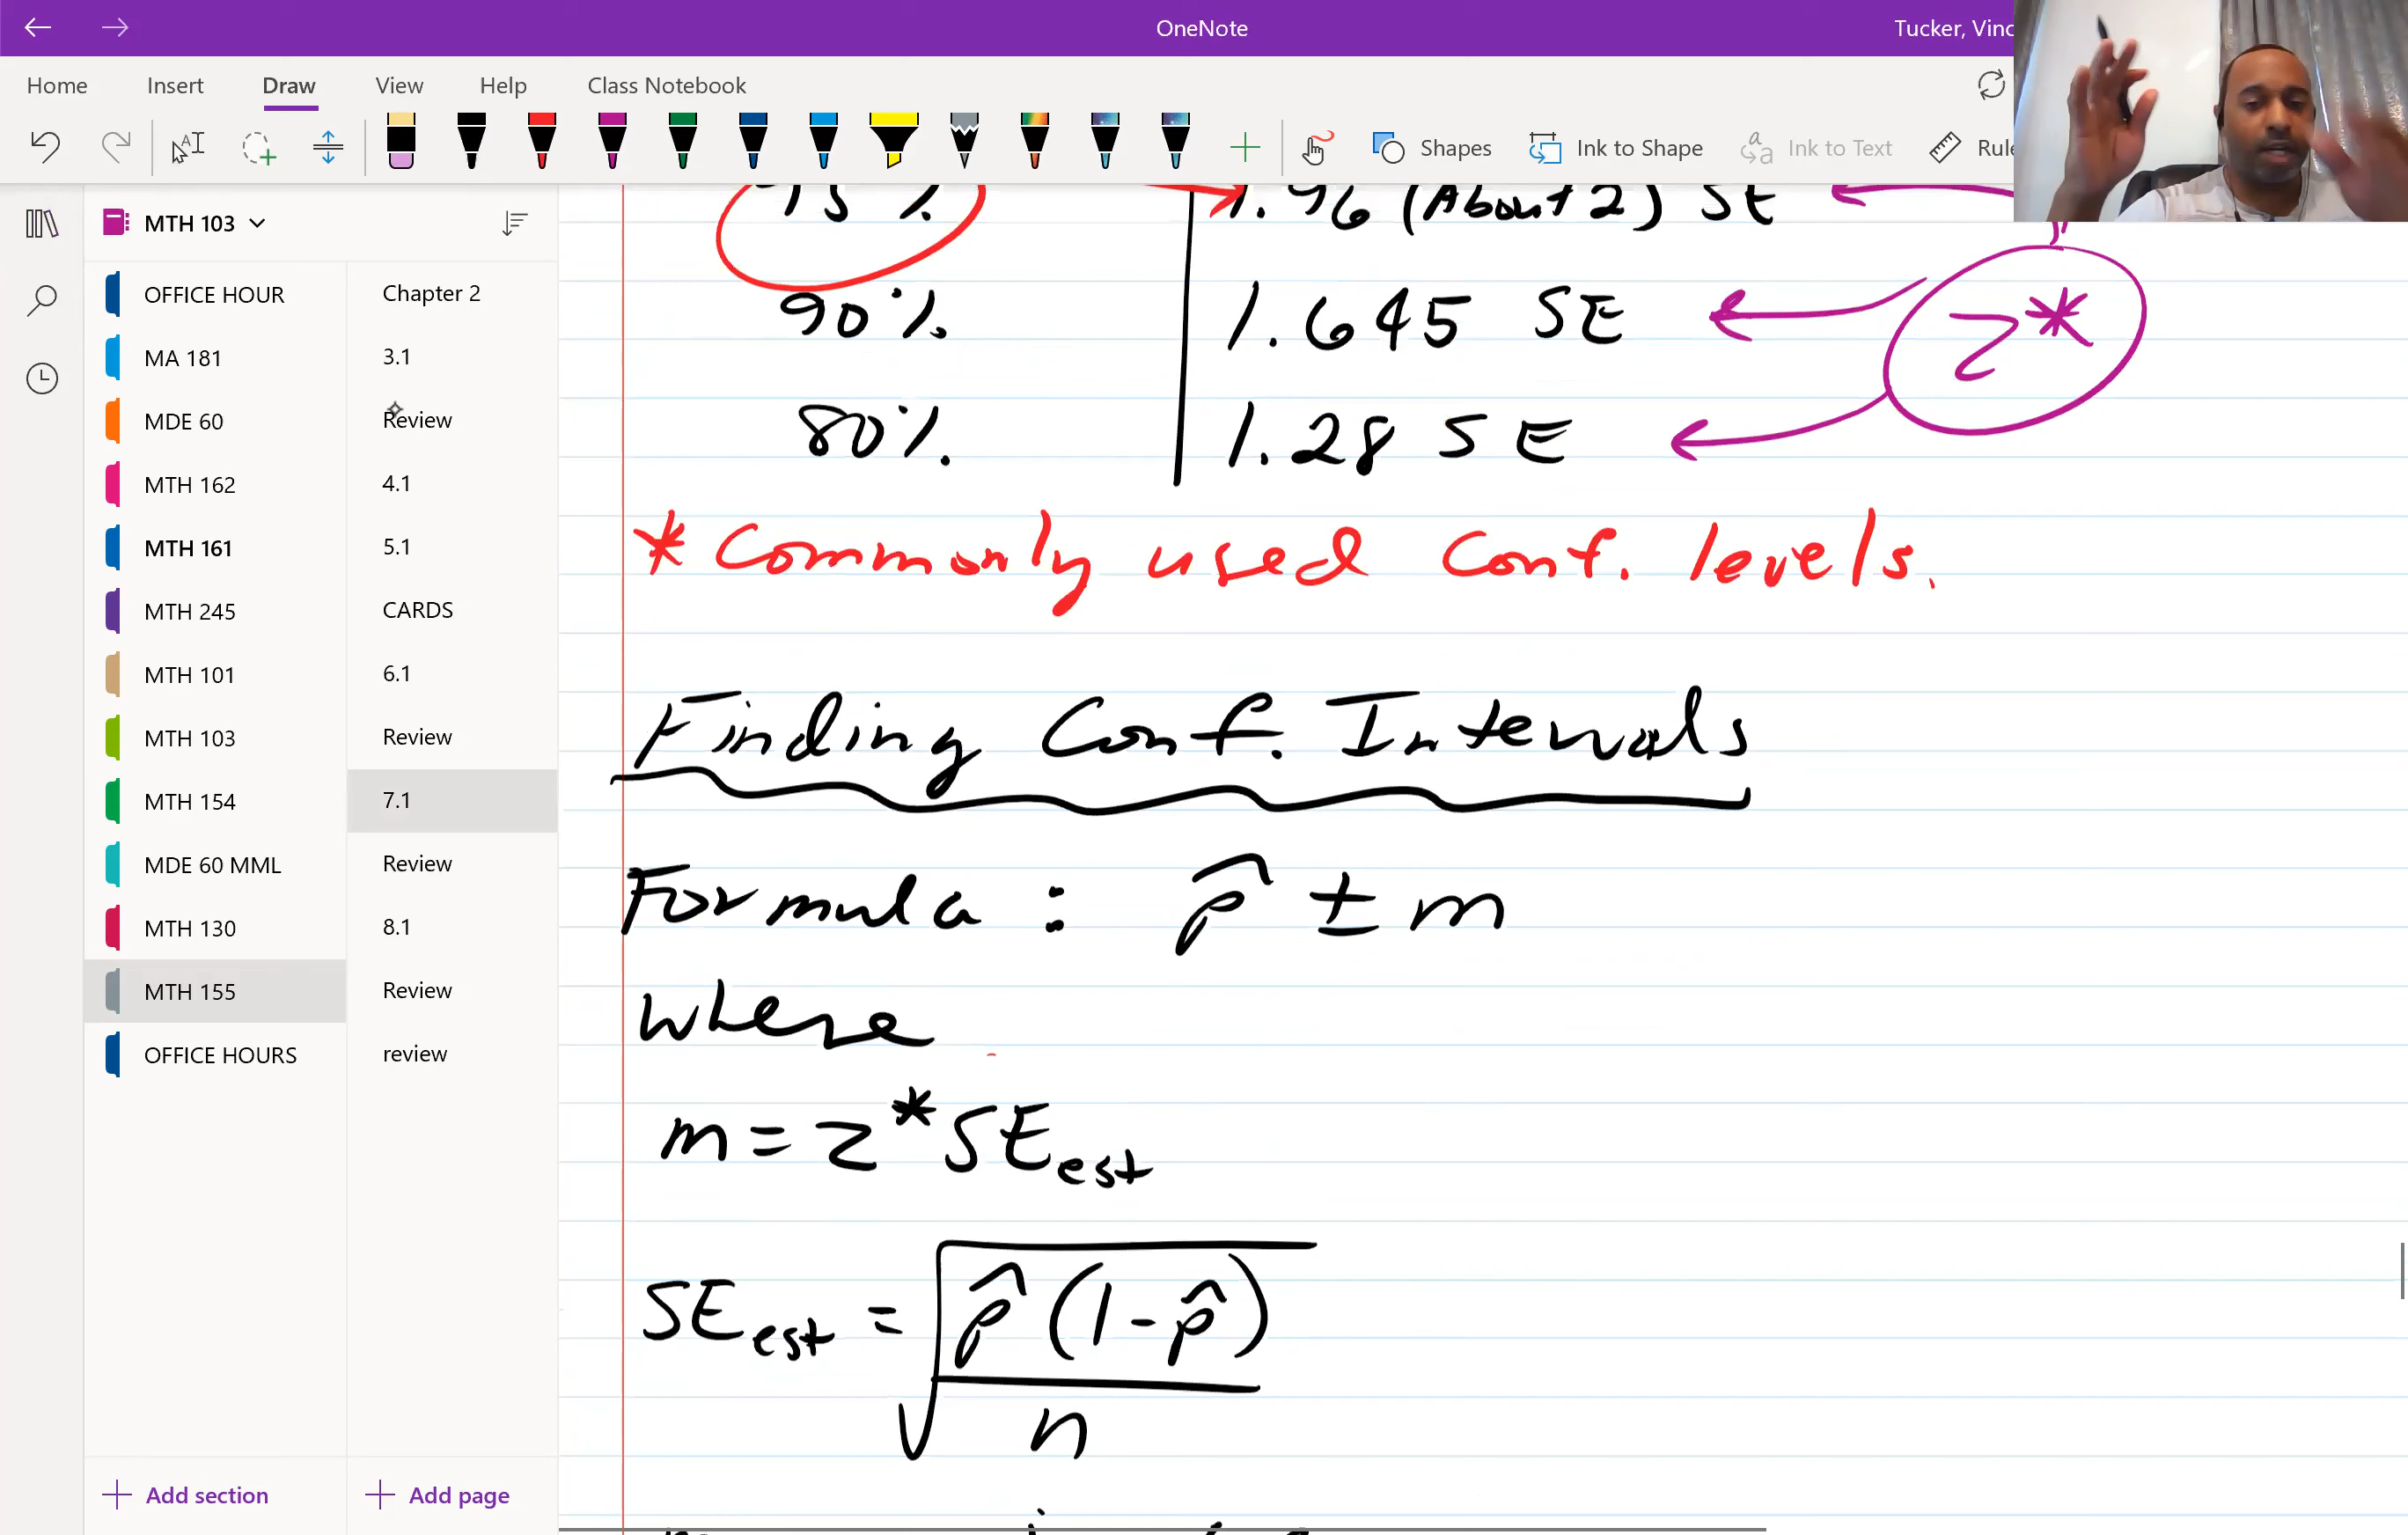 OneNote
Tucker, Vinc
Home Insert Draw View Help Class Notebook
Shapes Ink to Shape Ink to Text Rule
MTH 103
OFFICE HOUR
MA 181
MDE 60
MTH 162
MTH 161
MTH 245
MTH 101
MTH 103
MTH 154
MDE 60 MML
MTH 130
MTH 155
OFFICE HOURS
Add section
Chapter 2
3.1
Review
4.1
5.1
CARDS
6.1
Review
7.1
Review
8.1
Review
review
Add page
95% 1.96 (About 2) SE
90% 1.645 SE
z*
80% 1.28 SE
* Commonly used Conf. levels.
Finding Conf. Intervals
Formula : p̂ ± m
where
m = z* SEest
SEest = √(p̂(1-p̂)/n)